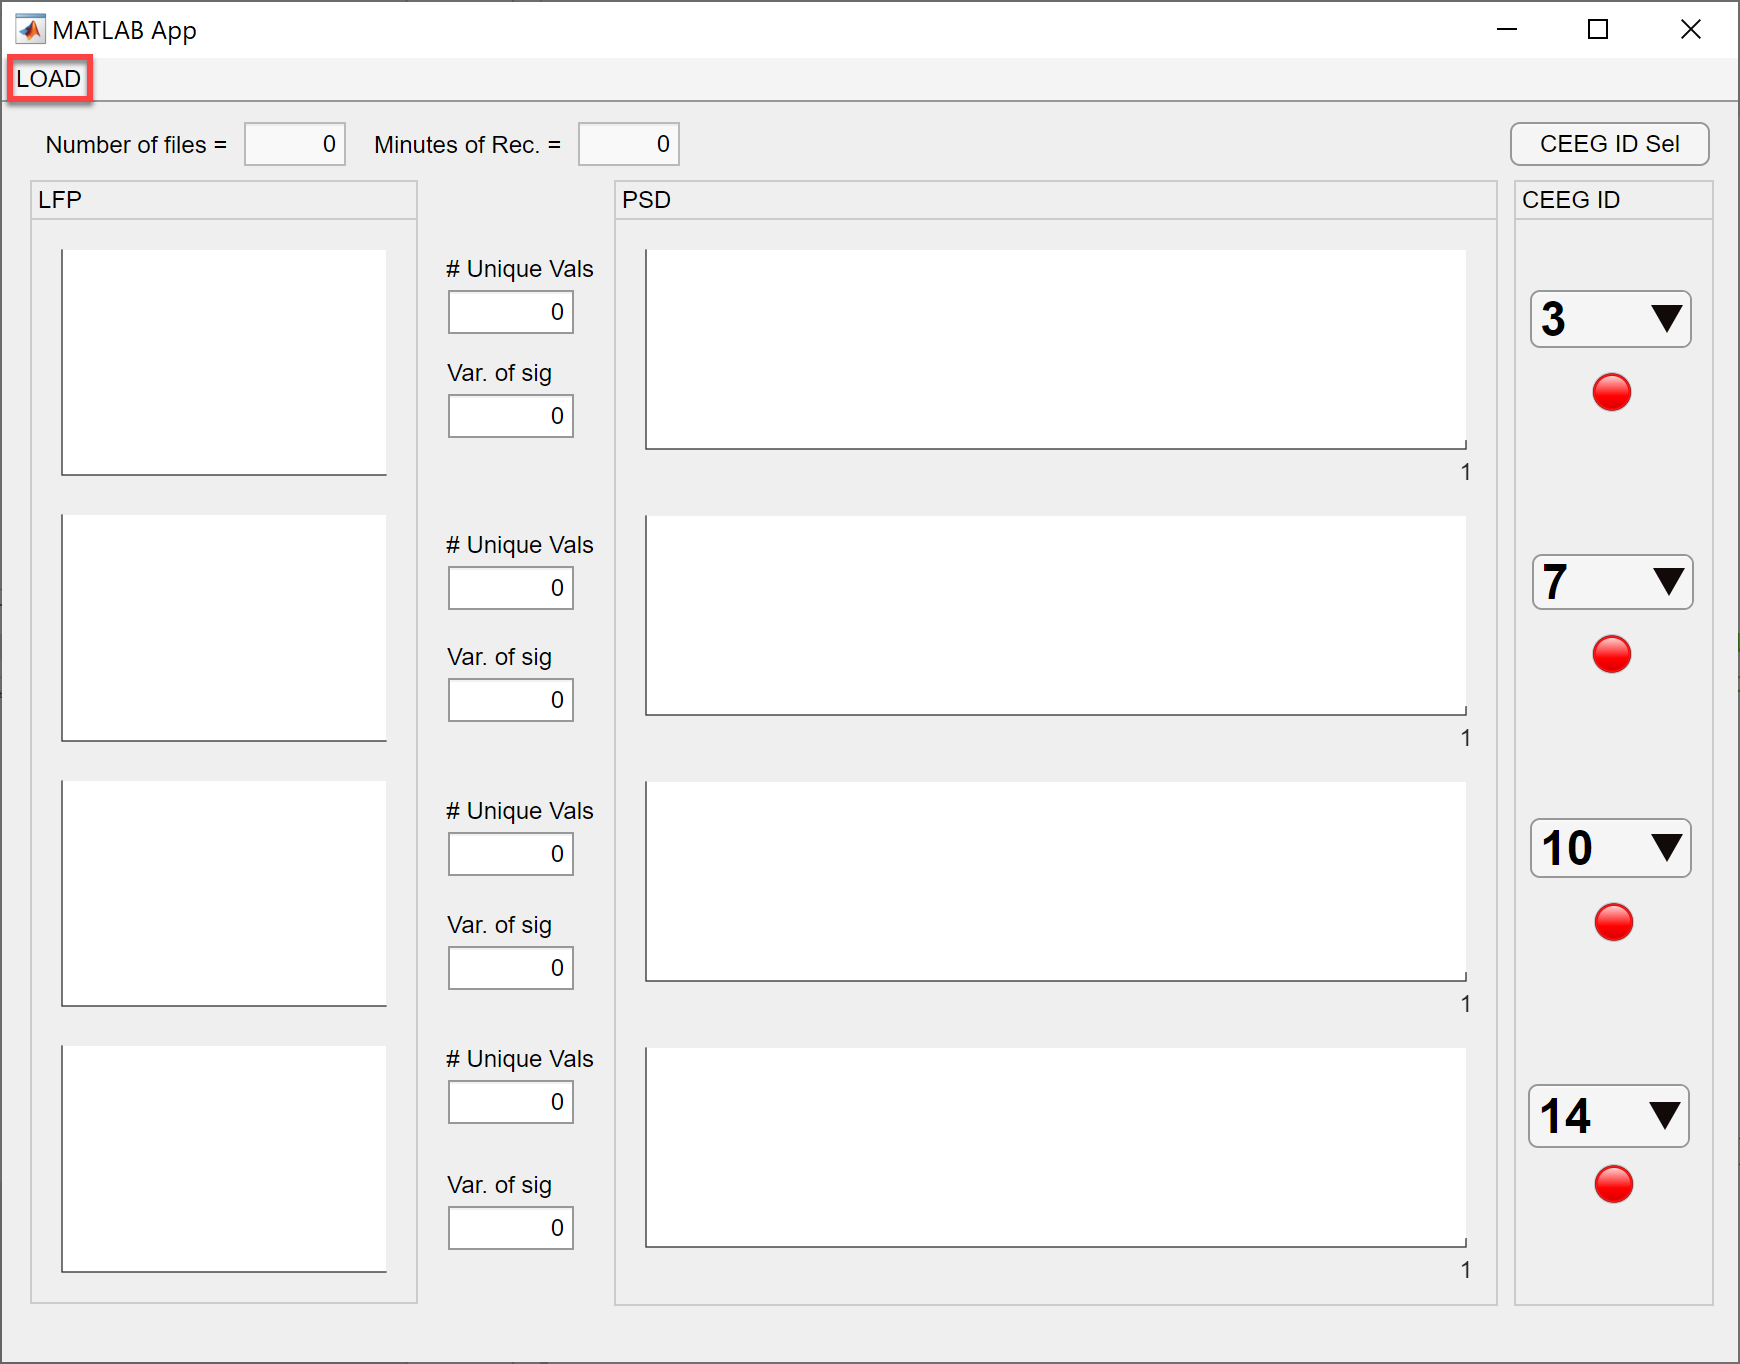 MATLAB App
LOAD
Number of files = 0 Minutes of Rec. = 0 CEEG ID Sel
LFP PSD CEEG ID
# Unique Vals
0 3
Var. of sig
0
1
# Unique Vals
0 7
Var. of sig
0
1
# Unique Vals
0 10
Var. of sig
0
1
# Unique Vals
0 14
Var. of sig
0
1